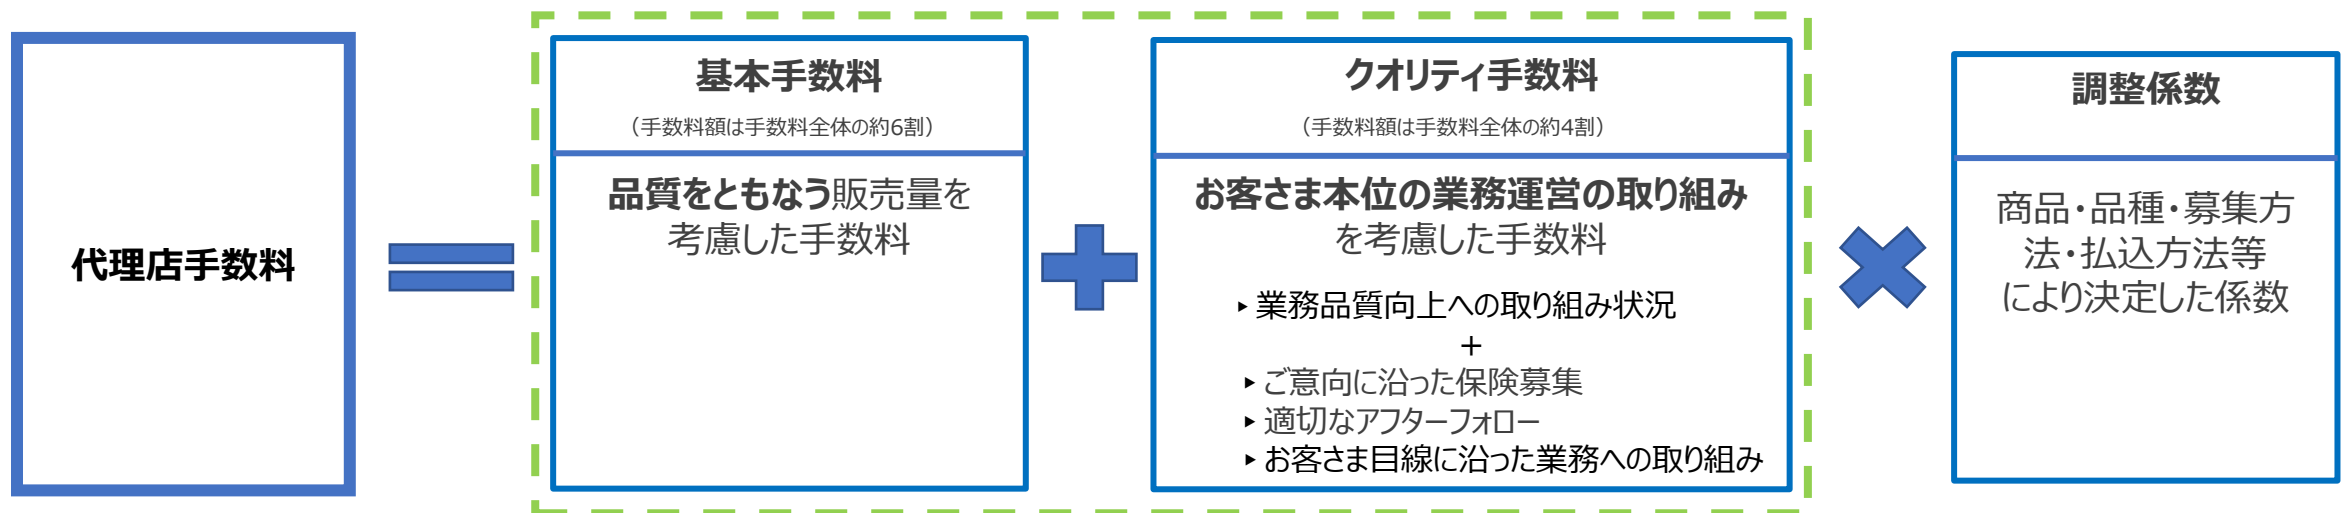 代理店手数料
基本手数料
（手数料額は手数料全体の約6割）
品質をともなう販売量を
考慮した手数料
クオリティ手数料
（手数料額は手数料全体の約4割）
お客さま本位の業務運営の取り組み
を考慮した手数料
▸業務品質向上への取り組み状況
＋
▸ご意向に沿った保険募集
▸適切なアフターフォロー
▸お客さま目線に沿った業務への取り組み
調整係数
商品・品種・募集方
法・払込方法等
により決定した係数